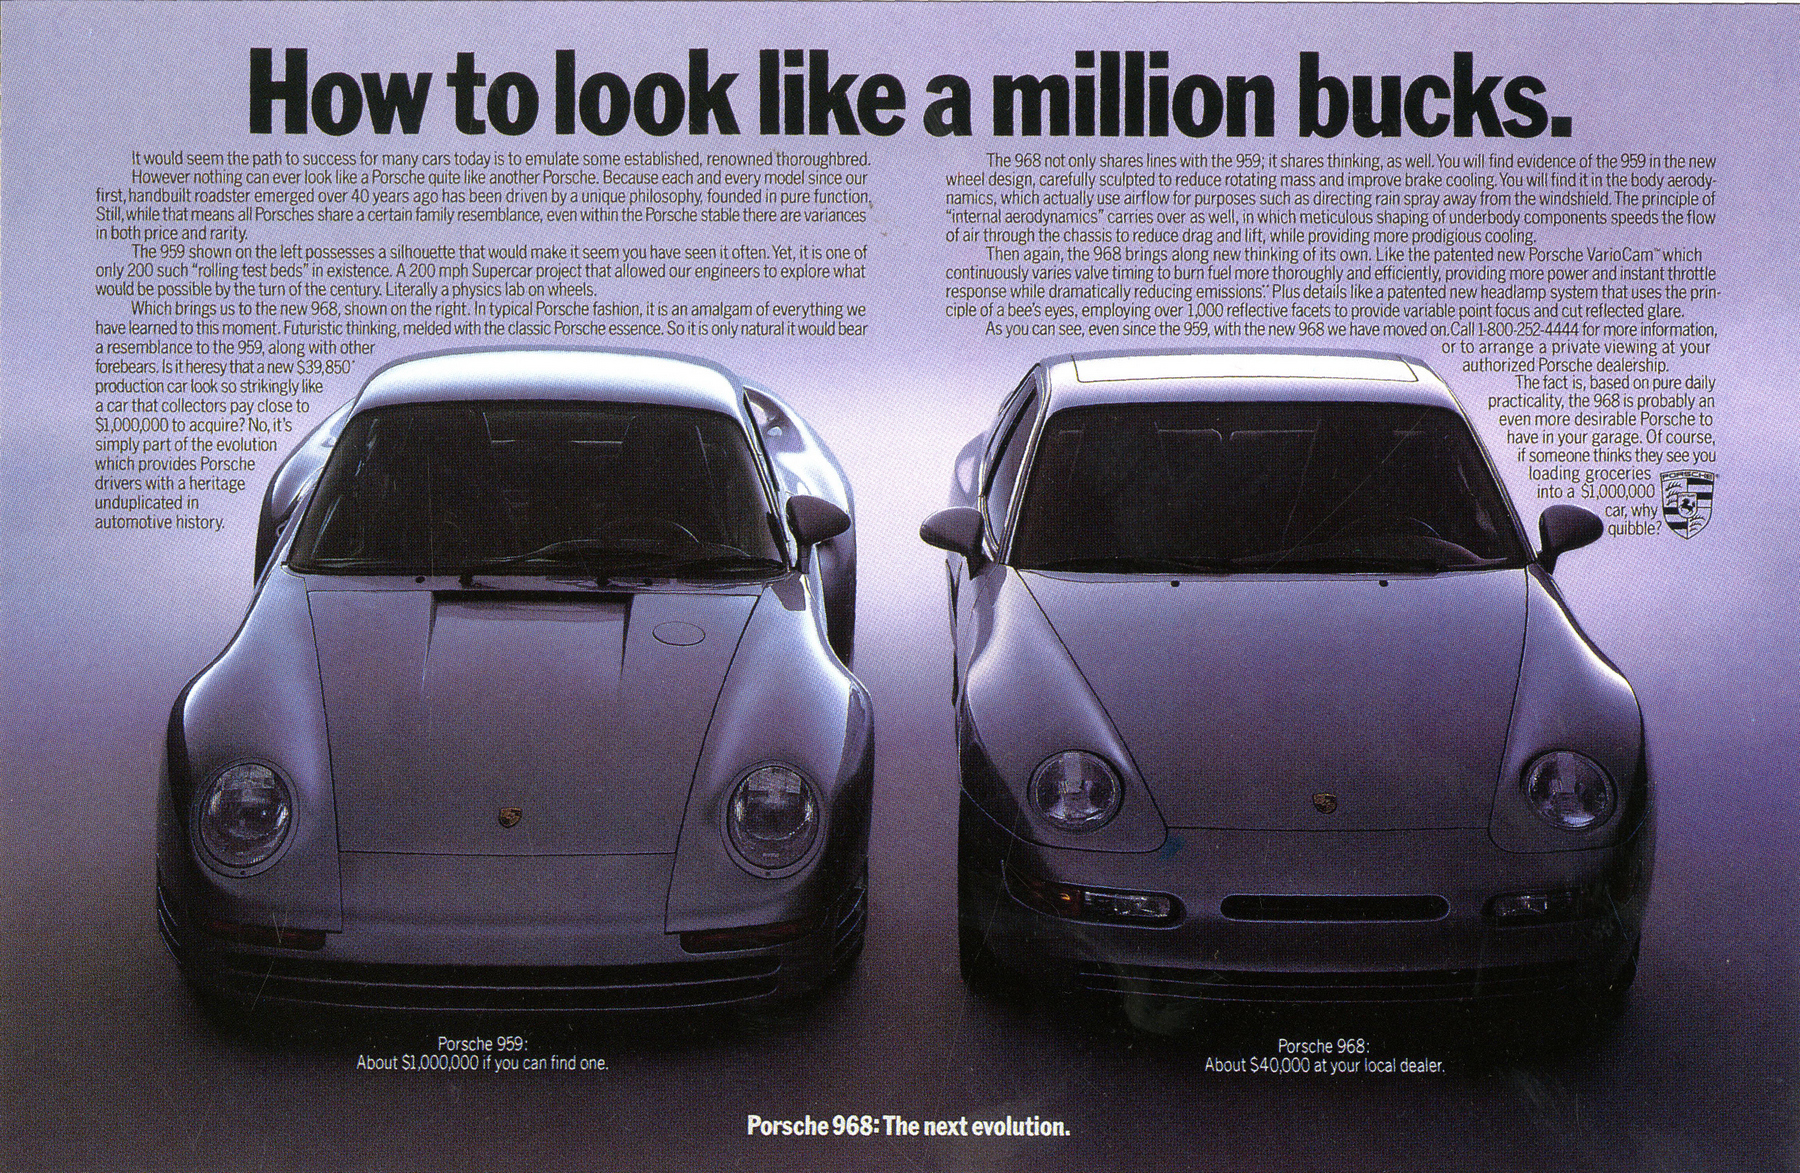 How to look like a million bucks.
It would seem the path to success for many cars today is to emulate some established, renowned thoroughbred.
However nothing can ever look like a Porsche quite like another Porsche. Because each and every model since our
first, handbuilt roadster emerged over 40 years ago has been driven by a unique philosophy, founded in pure function.
Still, while that means all Porsches share a certain family resemblance, even within the Porsche stable there are variances
in both price and rarity.
The 959 shown on the left possesses a silhouette that would make it seem you have seen it often. Yet, it is one of
only 200 such “rolling test beds” in existence. A 200 mph Supercar project that allowed our engineers to explore what
would be possible by the turn of the century. Literally a physics lab on wheels.
Which brings us to the new 968, shown on the right. In typical Porsche fashion, it is an amalgam of everything we
have learned to this moment. Futuristic thinking, melded with the classic Porsche essence. So it is only natural it would bear
a resemblance to the 959, along with other
forebears. Is it heresy that a new $39,850*
production car look so strikingly like
a car that collectors pay close to
$1,000,000 to acquire? No, it's
simply part of the evolution
which provides Porsche
drivers with a heritage
unduplicated in
automotive history.
The 968 not only shares lines with the 959; it shares thinking, as well. You will find evidence of the 959 in the new
wheel design, carefully sculpted to reduce rotating mass and improve brake cooling. You will find it in the body aerody-
namics, which actually use airflow for purposes such as directing rain spray away from the windshield. The principle of
“internal aerodynamics” carries over as well, in which meticulous shaping of underbody components speeds the flow
of air through the chassis to reduce drag and lift, while providing more prodigious cooling.
Then again, the 968 brings along new thinking of its own. Like the patented new Porsche VarioCam™ which
continuously varies valve timing to burn fuel more thoroughly and efficiently, providing more power and instant throttle
response while dramatically reducing emissions.** Plus details like a patented new headlamp system that uses the prin-
ciple of a bee's eyes, employing over 1,000 reflective facets to provide variable point focus and cut reflected glare.
As you can see, even since the 959, with the new 968 we have moved on. Call 1-800-252-4444 for more information,
or to arrange a private viewing at your
authorized Porsche dealership.
The fact is, based on pure daily
practicality, the 968 is probably an
even more desirable Porsche to
have in your garage. Of course,
if someone thinks they see you
loading groceries
into a $1,000,000
car, why
quibble?
PORSCHE
Porsche 959:
About $1,000,000 if you can find one.
Porsche 968:
About $40,000 at your local dealer.
Porsche 968: The next evolution.